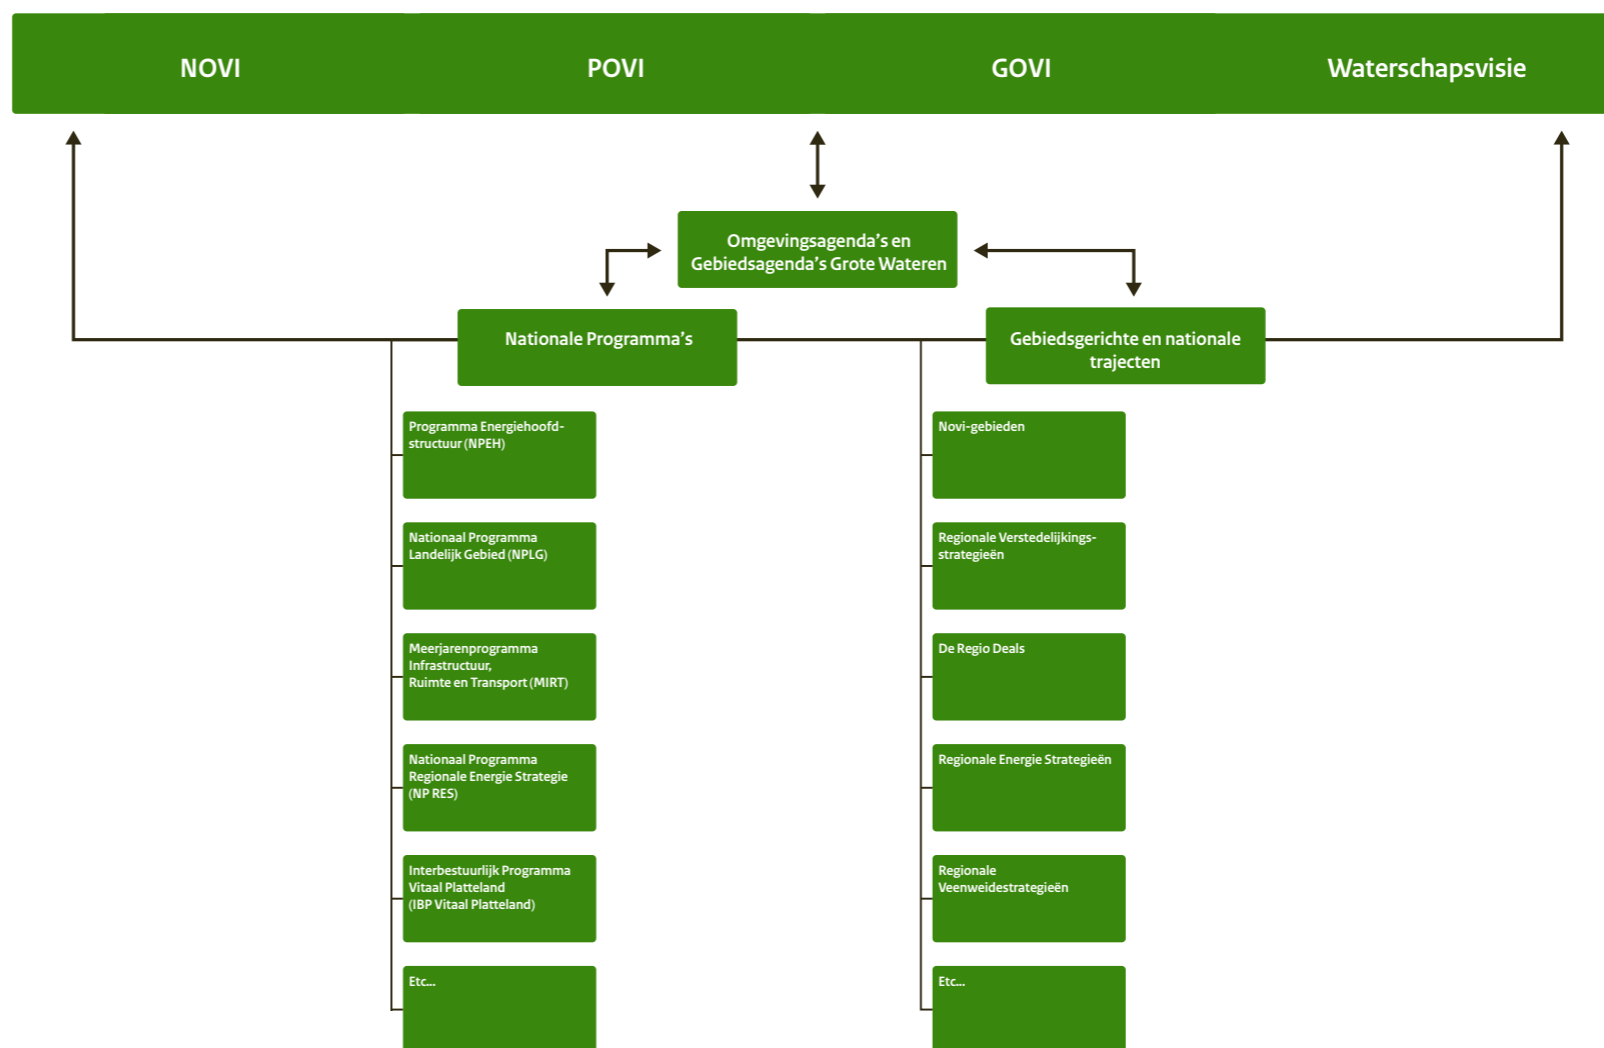 NOVI
POVI
GOVI
Waterschapsvisie
Omgevingsagenda's en
Gebiedsagenda's Grote Wateren
Nationale Programma's
Gebiedsgerichte en nationale
trajecten
Programma Energiehoofd-
structuur (NPEH)
Nationaal Programma
Landelijk Gebied (NPLG)
Meerjarenprogramma
Infrastructuur,
Ruimte en Transport (MIRT)
Nationaal Programma
Regionale Energie Strategie
(NP RES)
Interbestuurlijk Programma
Vitaal Platteland
(IBP Vitaal Platteland)
Etc...
Novi-gebieden
Regionale Verstedelijkings-
strategieën
De Regio Deals
Regionale Energie Strategieën
Regionale
Veenweidestrategieën
Etc...